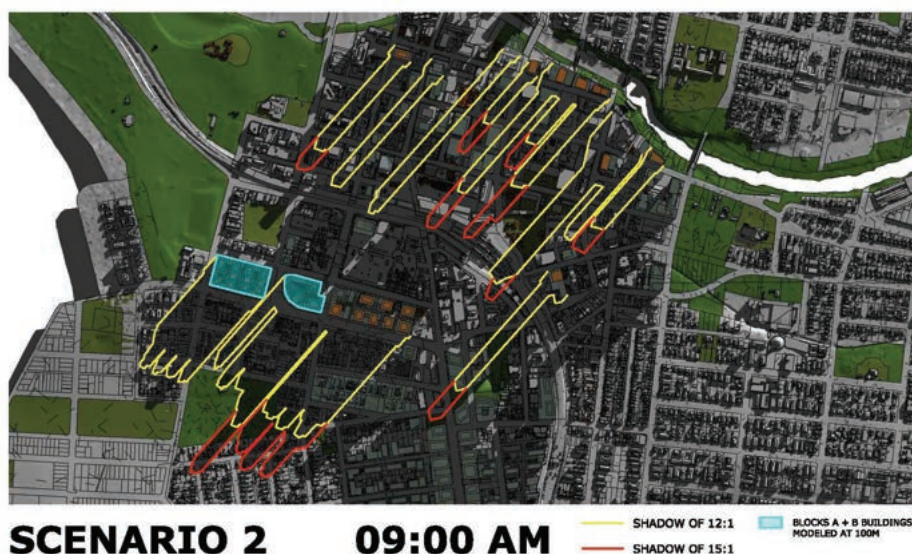 SCENARIO 2
09:00 AM
SHADOW OF 12:1
SHADOW OF 15:1
BLOCKS A + B BUILDINGS
MODELED AT 100M